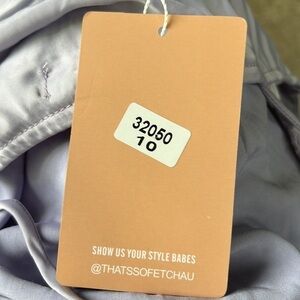 32050
10
SHOW US YOUR STYLE BABES
@THATSSOFETCHAU